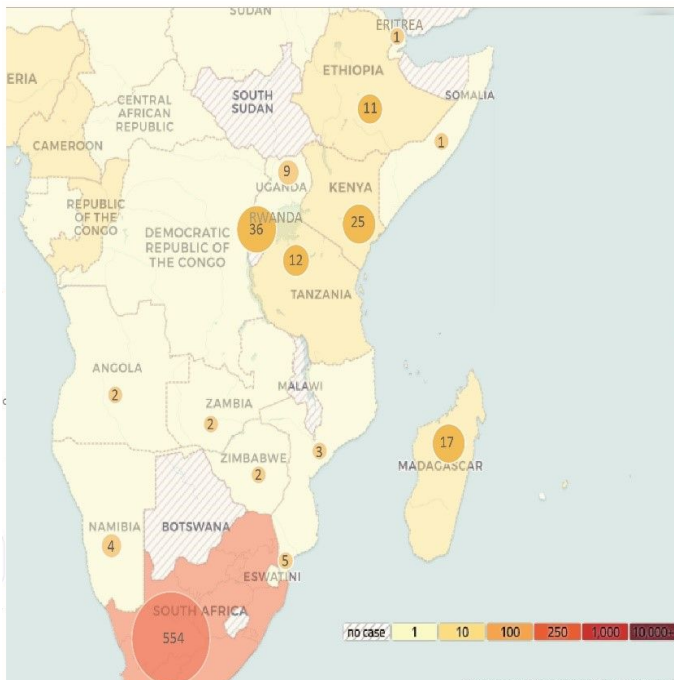 SUDAN
ERITREA
1
ERIA
ETHIOPIA
SOUTH
SUDAN
CENTRAL
AFRICAN
REPUBLIC
11
SOMALIA
CAMEROON
1
9
UGANDA
KENYA
REPUBLIC
OF THE
CONGO
RWANDA
36
25
DEMOCRATIC
REPUBLIC OF
THE CONGO
12
TANZANIA
ANGOLA
2
MALAWI
ZAMBIA
2
3
17
MADAGASCAR
ZIMBABWE
2
NAMIBIA
4
BOTSWANA
5
ESWATINI
SOUTH AFRICA
554
no case 1 10 100 250 1,000 10,000+